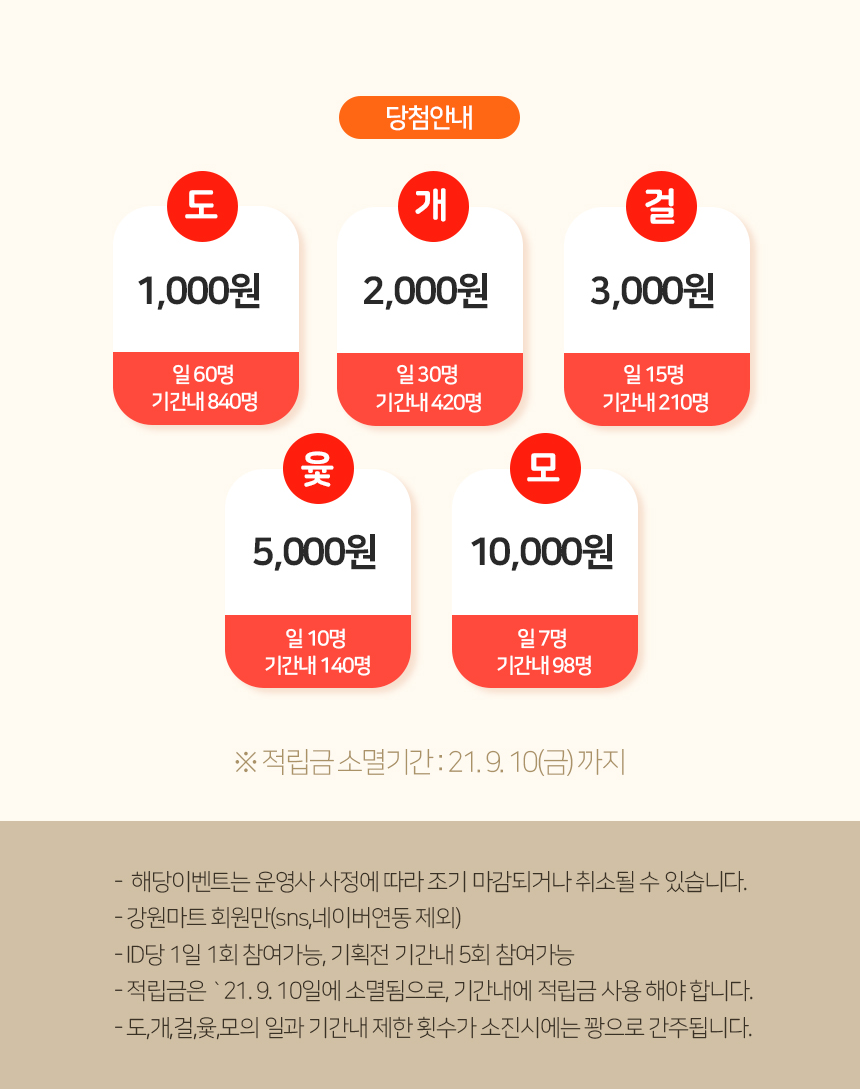 당첨안내
도
개
걸
1,000원
2,000원
3,000원
일 60명
기간내 840명
일 30명
기간내 420명
일 15명
기간내 210명
윷
모
5,000원
10,000원
일 10명
기간내 140명
일 7명
기간내 98명
※ 적립금 소멸기간 : 21. 9. 10(금) 까지
- 해당이벤트는 운영사 사정에 따라 조기 마감되거나 취소될 수 있습니다.
- 강원마트 회원만(sns,네이버연동 제외)
- ID당 1일 1회 참여가능, 기획전 기간내 5회 참여가능
- 적립금은 `21. 9. 10일에 소멸됨으로, 기간내에 적립금 사용 해야 합니다.
- 도,개,걸,윷,모의 일과 기간내 제한 횟수가 소진시에는 꽝으로 간주됩니다.